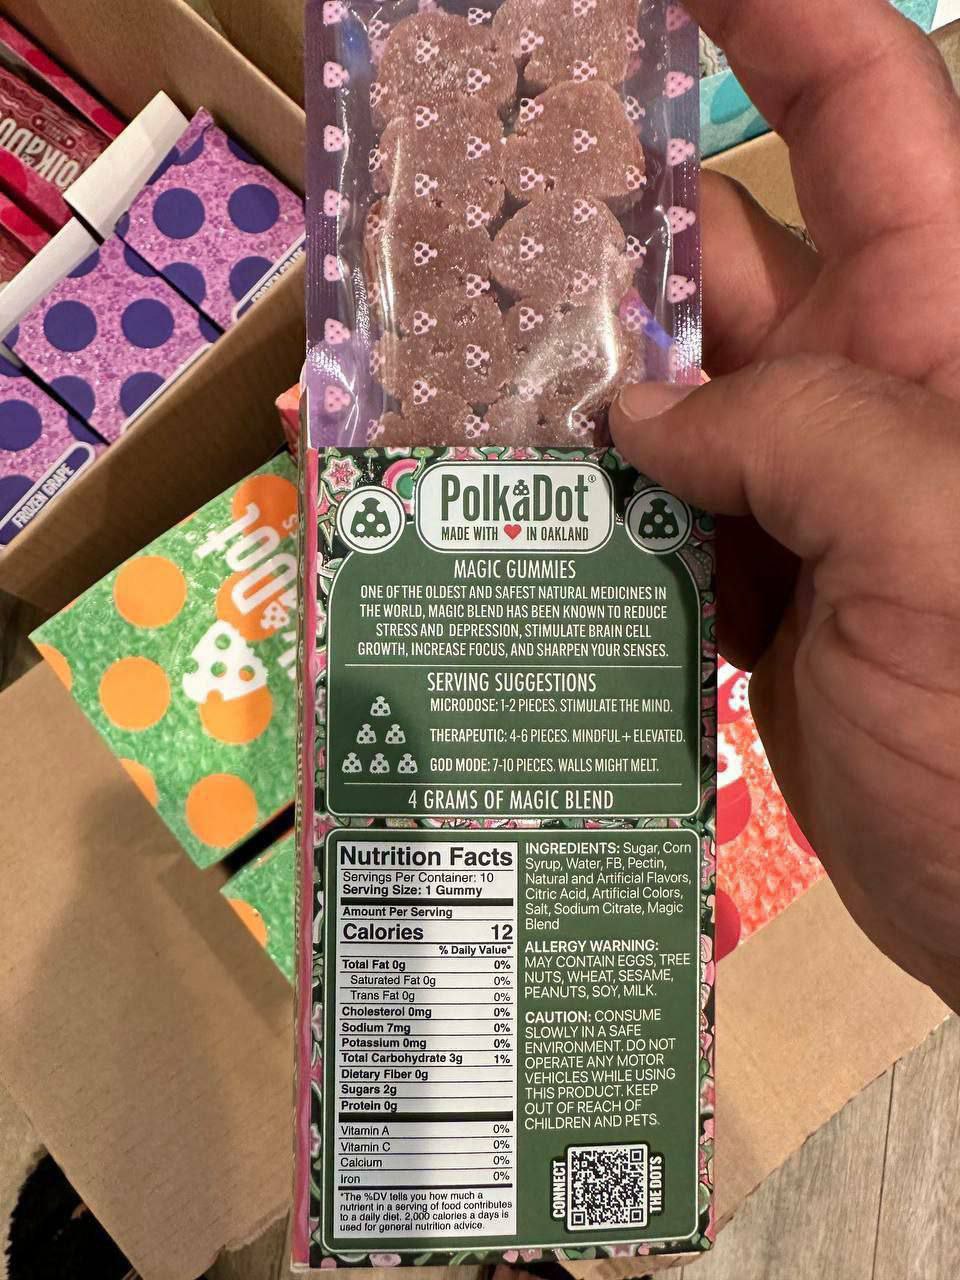 PolkaDot
MADE WITH ❤ IN OAKLAND
MAGIC GUMMIES
ONE OF THE OLDEST AND SAFEST NATURAL MEDICINES IN
THE WORLD, MAGIC BLEND HAS BEEN KNOWN TO REDUCE
STRESS AND DEPRESSION, STIMULATE BRAIN CELL
GROWTH, INCREASE FOCUS, AND SHARPEN YOUR SENSES.
SERVING SUGGESTIONS
MICRODOSE: 1-2 PIECES. STIMULATE THE MIND.
THERAPEUTIC: 4-6 PIECES. MINDFUL + ELEVATED.
GOD MODE: 7-10 PIECES. WALLS MIGHT MELT.
4 GRAMS OF MAGIC BLEND
Nutrition Facts
Servings Per Container: 10
Serving Size: 1 Gummy
Amount Per Serving
Calories 12
% Daily Value*
Total Fat 0g 0%
Saturated Fat 0g 0%
Trans Fat 0g 0%
Cholesterol 0mg 0%
Sodium 7mg 0%
Potassium 0mg 0%
Total Carbohydrate 3g 1%
Dietary Fiber 0g
Sugars 2g
Protein 0g
Vitamin A 0%
Vitamin C 0%
Calcium 0%
Iron 0%
*The %DV tells you how much a
nutrient in a serving of food contributes
to a daily diet. 2,000 calories a day is
used for general nutrition advice.
INGREDIENTS: Sugar, Corn
Syrup, Water, FB, Pectin,
Natural and Artificial Flavors,
Citric Acid, Artificial Colors,
Salt, Sodium Citrate, Magic
Blend
ALLERGY WARNING:
MAY CONTAIN EGGS, TREE
NUTS, WHEAT, SESAME,
PEANUTS, SOY, MILK.
CAUTION: CONSUME
SLOWLY IN A SAFE
ENVIRONMENT. DO NOT
OPERATE ANY MOTOR
VEHICLES WHILE USING
THIS PRODUCT. KEEP
OUT OF REACH OF
CHILDREN AND PETS.
CONNECT
THE DOTS
FROZEN GRAPE